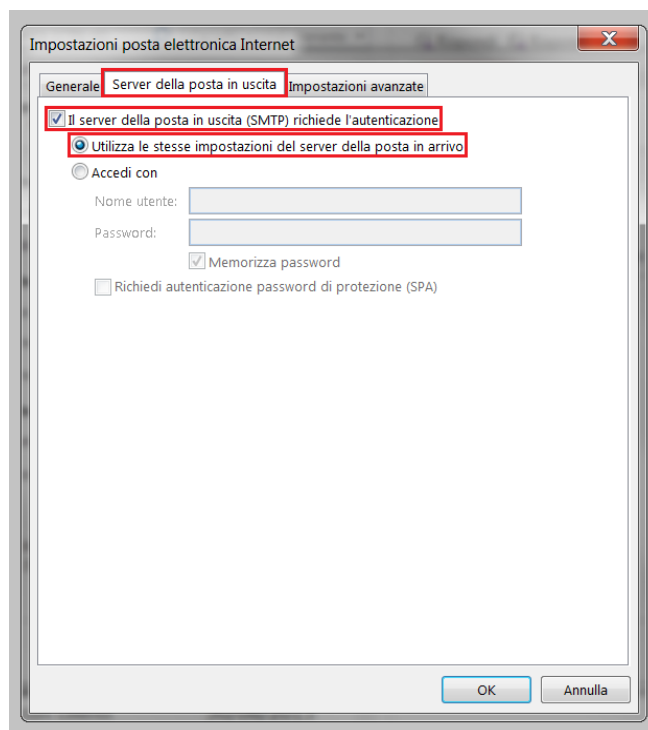 Impostazioni posta elettronica Internet
Generale Server della posta in uscita Impostazioni avanzate
Il server della posta in uscita (SMTP) richiede l'autenticazione
Utilizza le stesse impostazioni del server della posta in arrivo
Accedi con
Nome utente:
Password:
Memorizza password
Richiedi autenticazione password di protezione (SPA)
OK Annulla